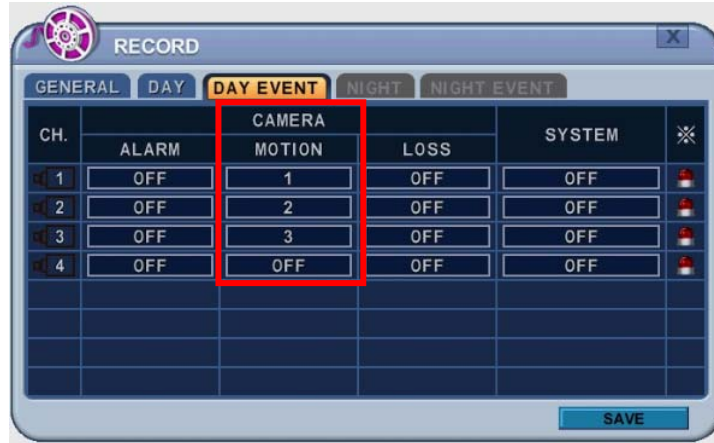 RECORD
X
GENERAL DAY DAY EVENT NIGHT NIGHT EVENT
CH. CAMERA SYSTEM ※
ALARM MOTION LOSS
1 OFF 1 OFF OFF
2 OFF 2 OFF OFF
3 OFF 3 OFF OFF
4 OFF OFF OFF OFF
SAVE